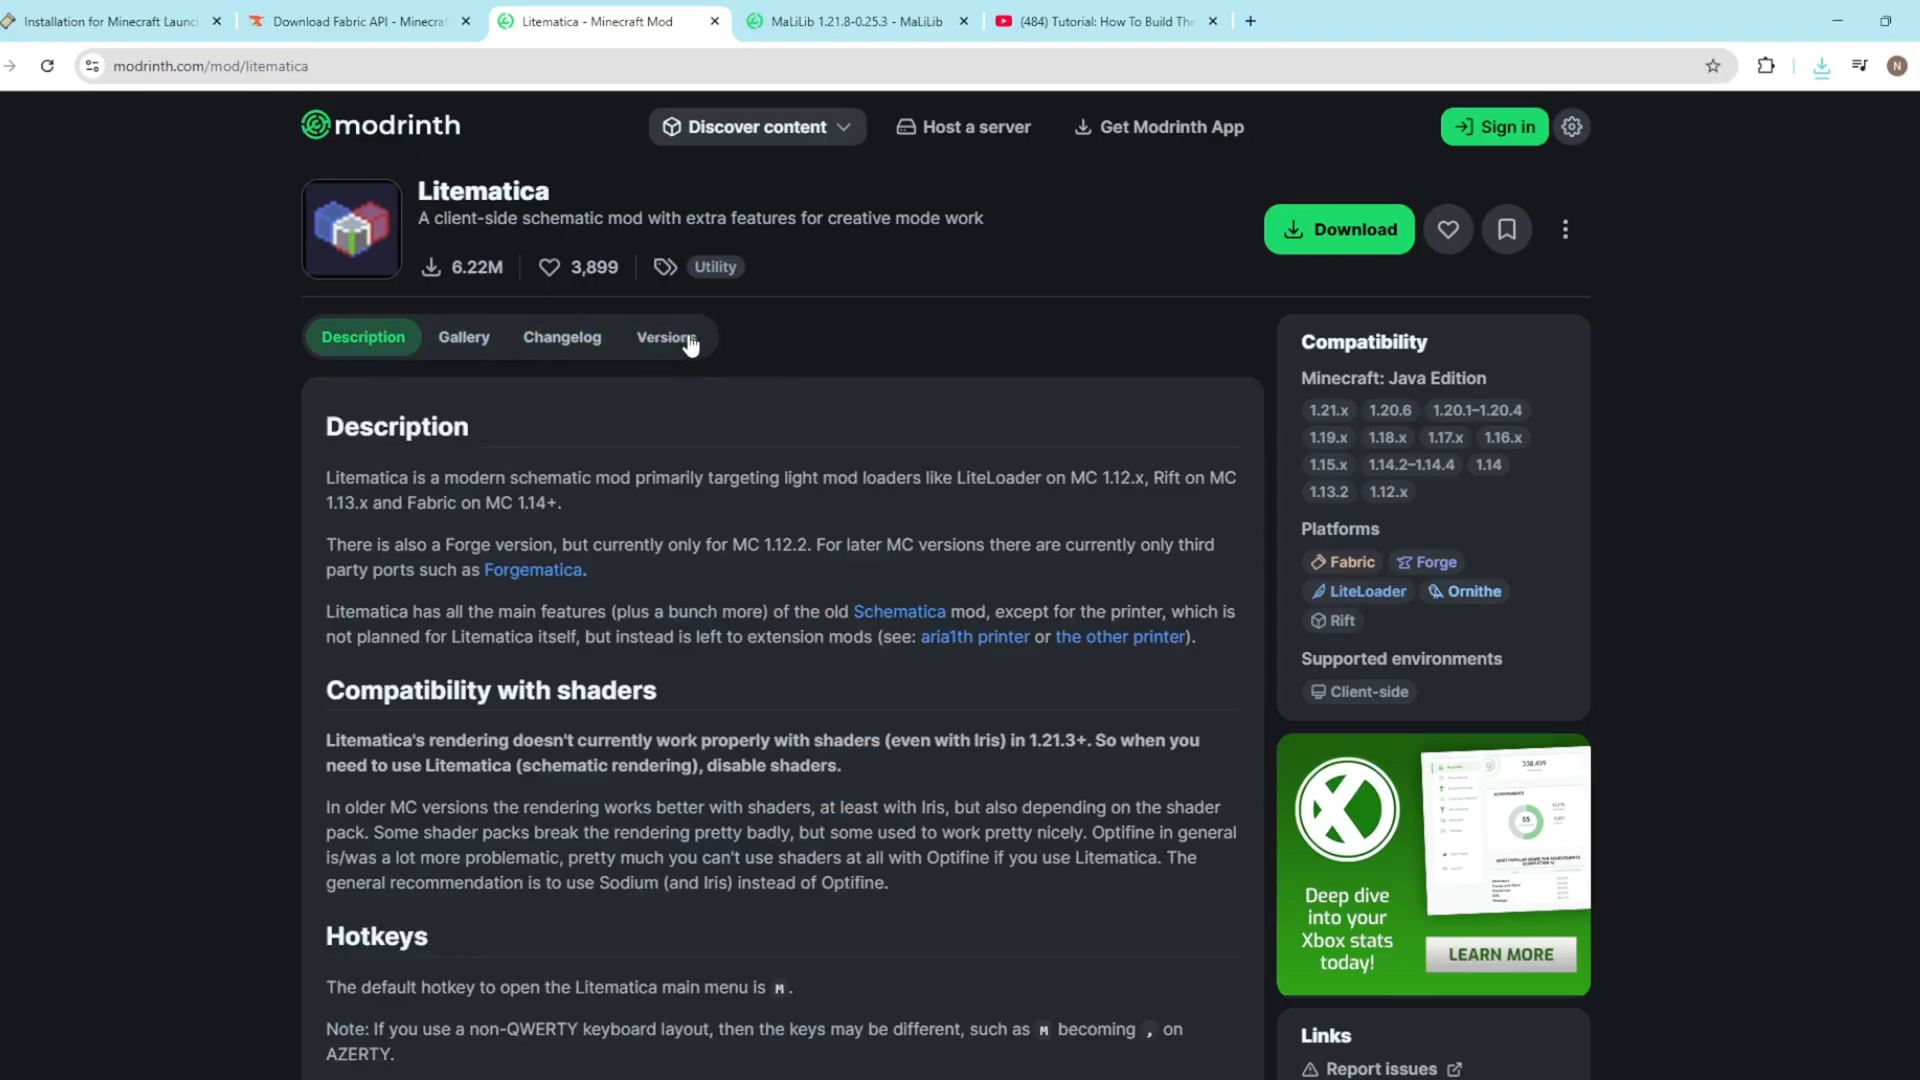 Installation for Minecraft Launc
Download Fabric API - Minecra
Litematica - Minecraft Mod
MaLiLib 1.21.8-0.25.3 - MaLiLib
(484) Tutorial: How To Build The
modrinth.com/mod/litematica
N
modrinth
Discover content
Host a server
Get Modrinth App
Sign in
Litematica
A client-side schematic mod with extra features for creative mode work
6.22M
3,899
Utility
Download
Description
Gallery
Changelog
Versions
Description
Litematica is a modern schematic mod primarily targeting light mod loaders like LiteLoader on MC 1.12.x, Rift on MC
1.13.x and Fabric on MC 1.14+.
There is also a Forge version, but currently only for MC 1.12.2. For later MC versions there are currently only third
party ports such as Forgematica.
Litematica has all the main features (plus a bunch more) of the old Schematica mod, except for the printer, which is
not planned for Litematica itself, but instead is left to extension mods (see: aria1th printer or the other printer).
Compatibility with shaders
Litematica's rendering doesn't currently work properly with shaders (even with Iris) in 1.21.3+. So when you
need to use Litematica (schematic rendering), disable shaders.
In older MC versions the rendering works better with shaders, at least with Iris, but also depending on the shader
pack. Some shader packs break the rendering pretty badly, but some used to work pretty nicely. Optifine in general
is/was a lot more problematic, pretty much you can't use shaders at all with Optifine if you use Litematica. The
general recommendation is to use Sodium (and Iris) instead of Optifine.
Hotkeys
The default hotkey to open the Litematica main menu is M.
Note: If you use a non-QWERTY keyboard layout, then the keys may be different, such as M becoming , on
AZERTY.
Compatibility
Minecraft: Java Edition
1.21.x 1.20.6 1.20.1–1.20.4
1.19.x 1.18.x 1.17.x 1.16.x
1.15.x 1.14.2–1.14.4 1.14
1.13.2 1.12.x
Platforms
Fabric Forge
LiteLoader Ornithe
Rift
Supported environments
Client-side
338,499
55
Deep dive
into your
Xbox stats
today!
LEARN MORE
Links
Report issues